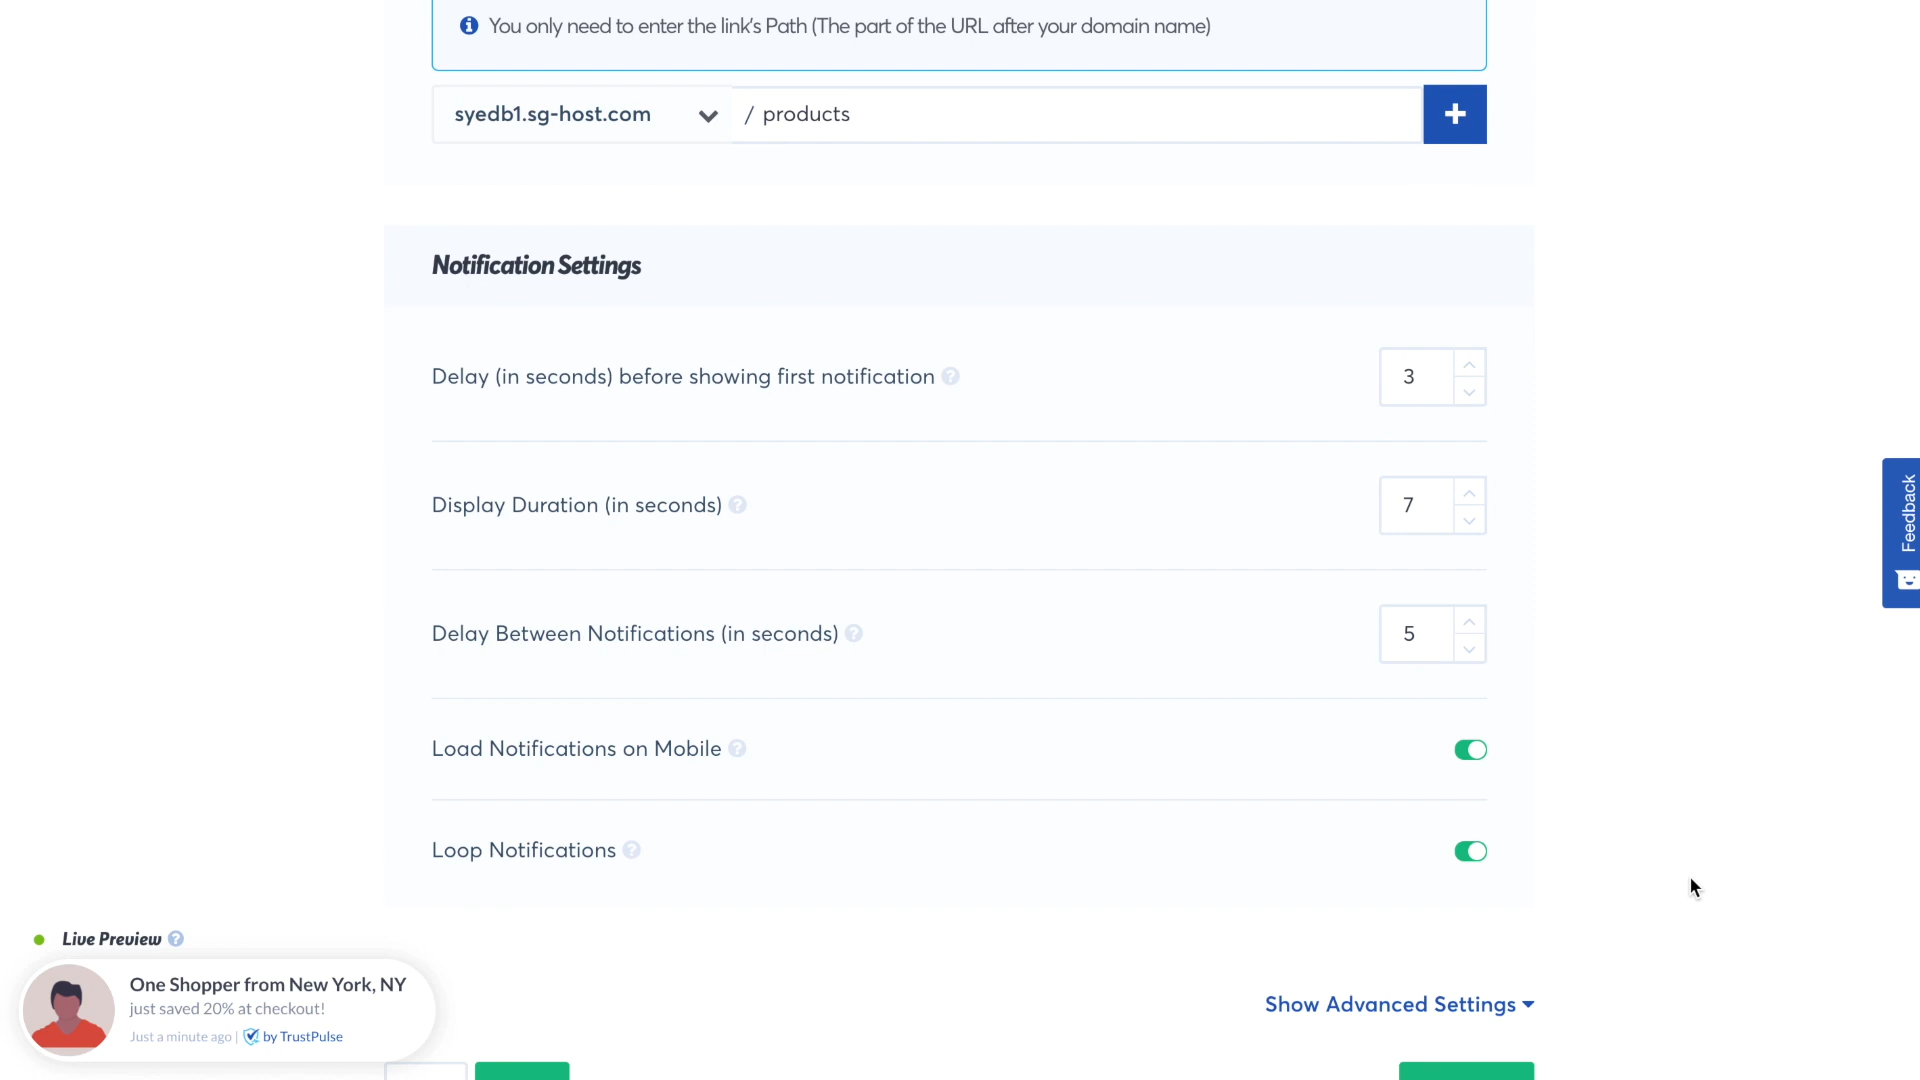 You only need to enter the link's Path (The part of the URL after your domain name)
syedb1.sg-host.com / products
Notification Settings
Delay (in seconds) before showing first notification ? 3
Display Duration (in seconds) ? 7
Delay Between Notifications (in seconds) ? 5
Load Notifications on Mobile ?
Loop Notifications ?
Feedback
Live Preview ?
One Shopper from New York, NY
just saved 20% at checkout!
Just a minute ago | by TrustPulse
Show Advanced Settings